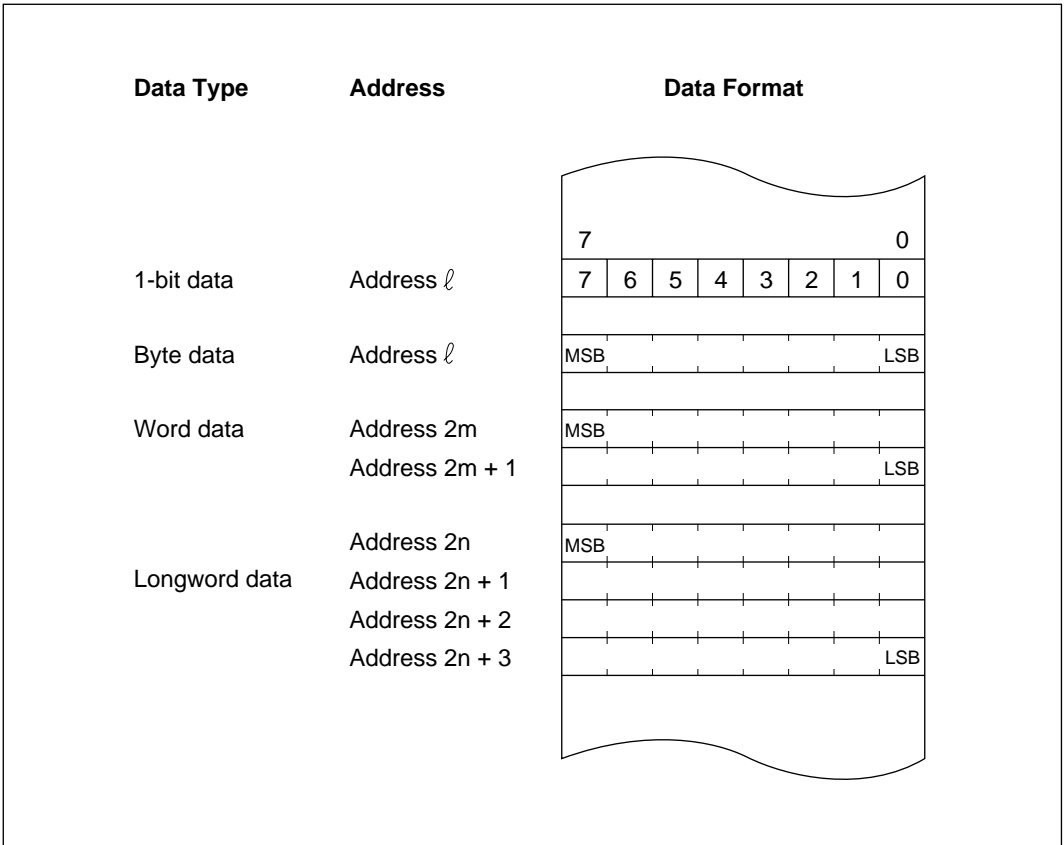 Data Type Address Data Format
7 0
1-bit data Address ℓ 7 6 5 4 3 2 1 0
Byte data Address ℓ MSB LSB
Word data Address 2m MSB
Address 2m + 1 LSB
Address 2n MSB
Longword data Address 2n + 1
Address 2n + 2
Address 2n + 3 LSB